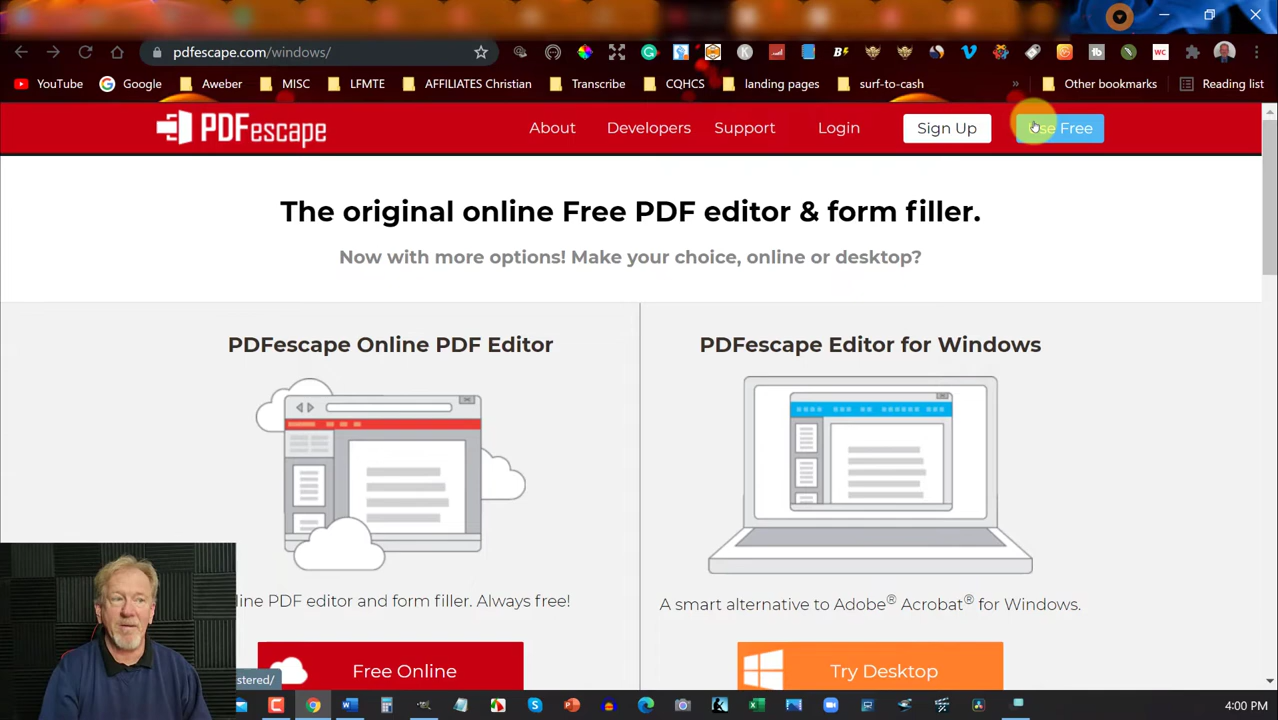 pdfescape.com/windows/
YouTube Google Aweber MISC LFMTE AFFILIATES Christian Transcribe CQHCS landing pages surf-to-cash » Other bookmarks Reading list
PDFescape About Developers Support Login Sign Up Use Free
The original online Free PDF editor & form filler.
Now with more options! Make your choice, online or desktop?
PDFescape Online PDF Editor
PDFescape Editor for Windows
line PDF editor and form filler. Always free!
A smart alternative to Adobe® Acrobat® for Windows.
Free Online
Try Desktop
stered/
4:00 PM